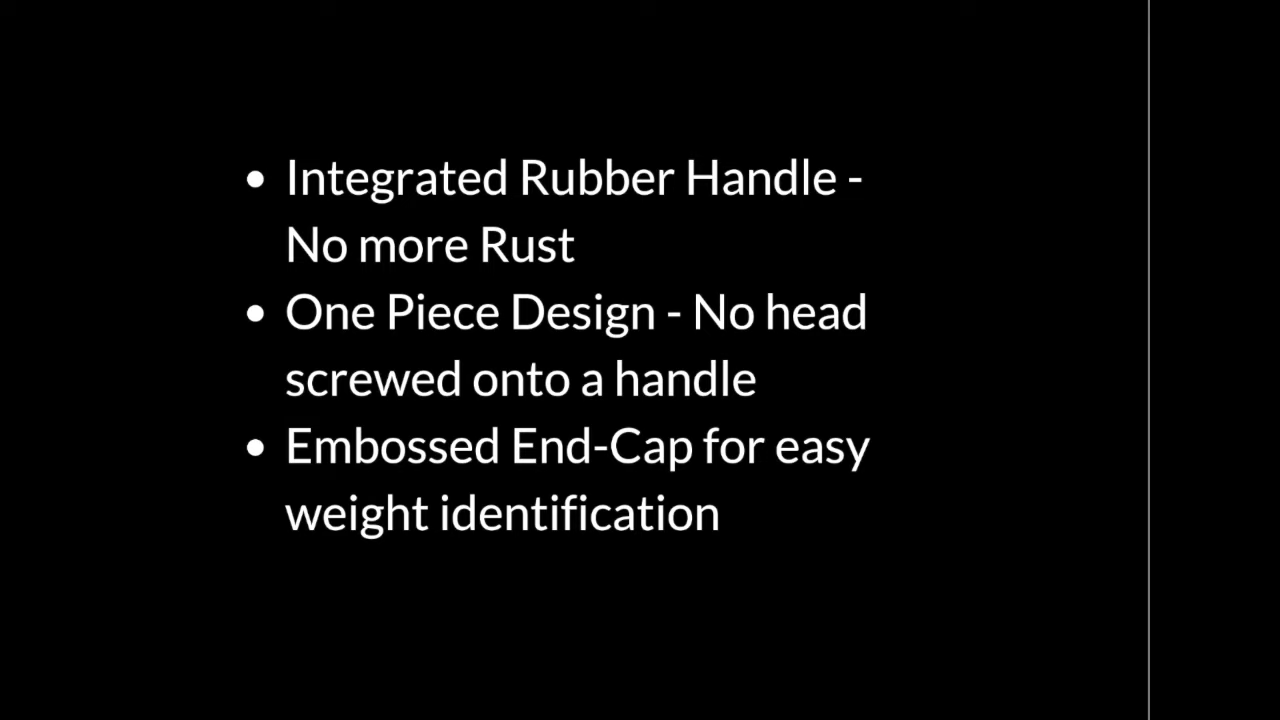 • Integrated Rubber Handle -
No more Rust
• One Piece Design - No head
screwed onto a handle
• Embossed End-Cap for easy
weight identification